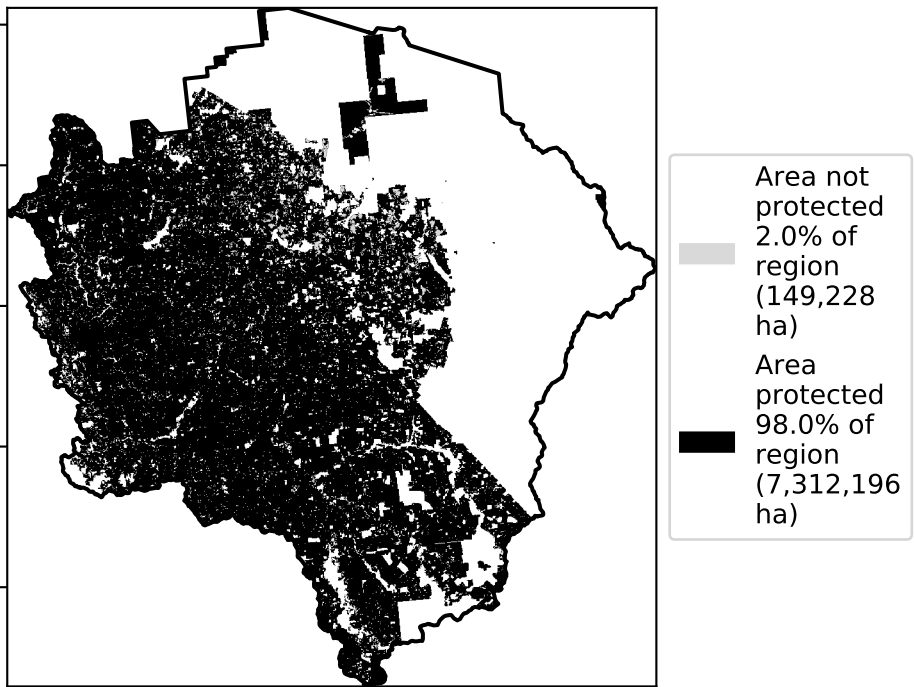 Area not
protected
2.0% of
region
(149,228
ha)
Area
protected
98.0% of
region
(7,312,196
ha)